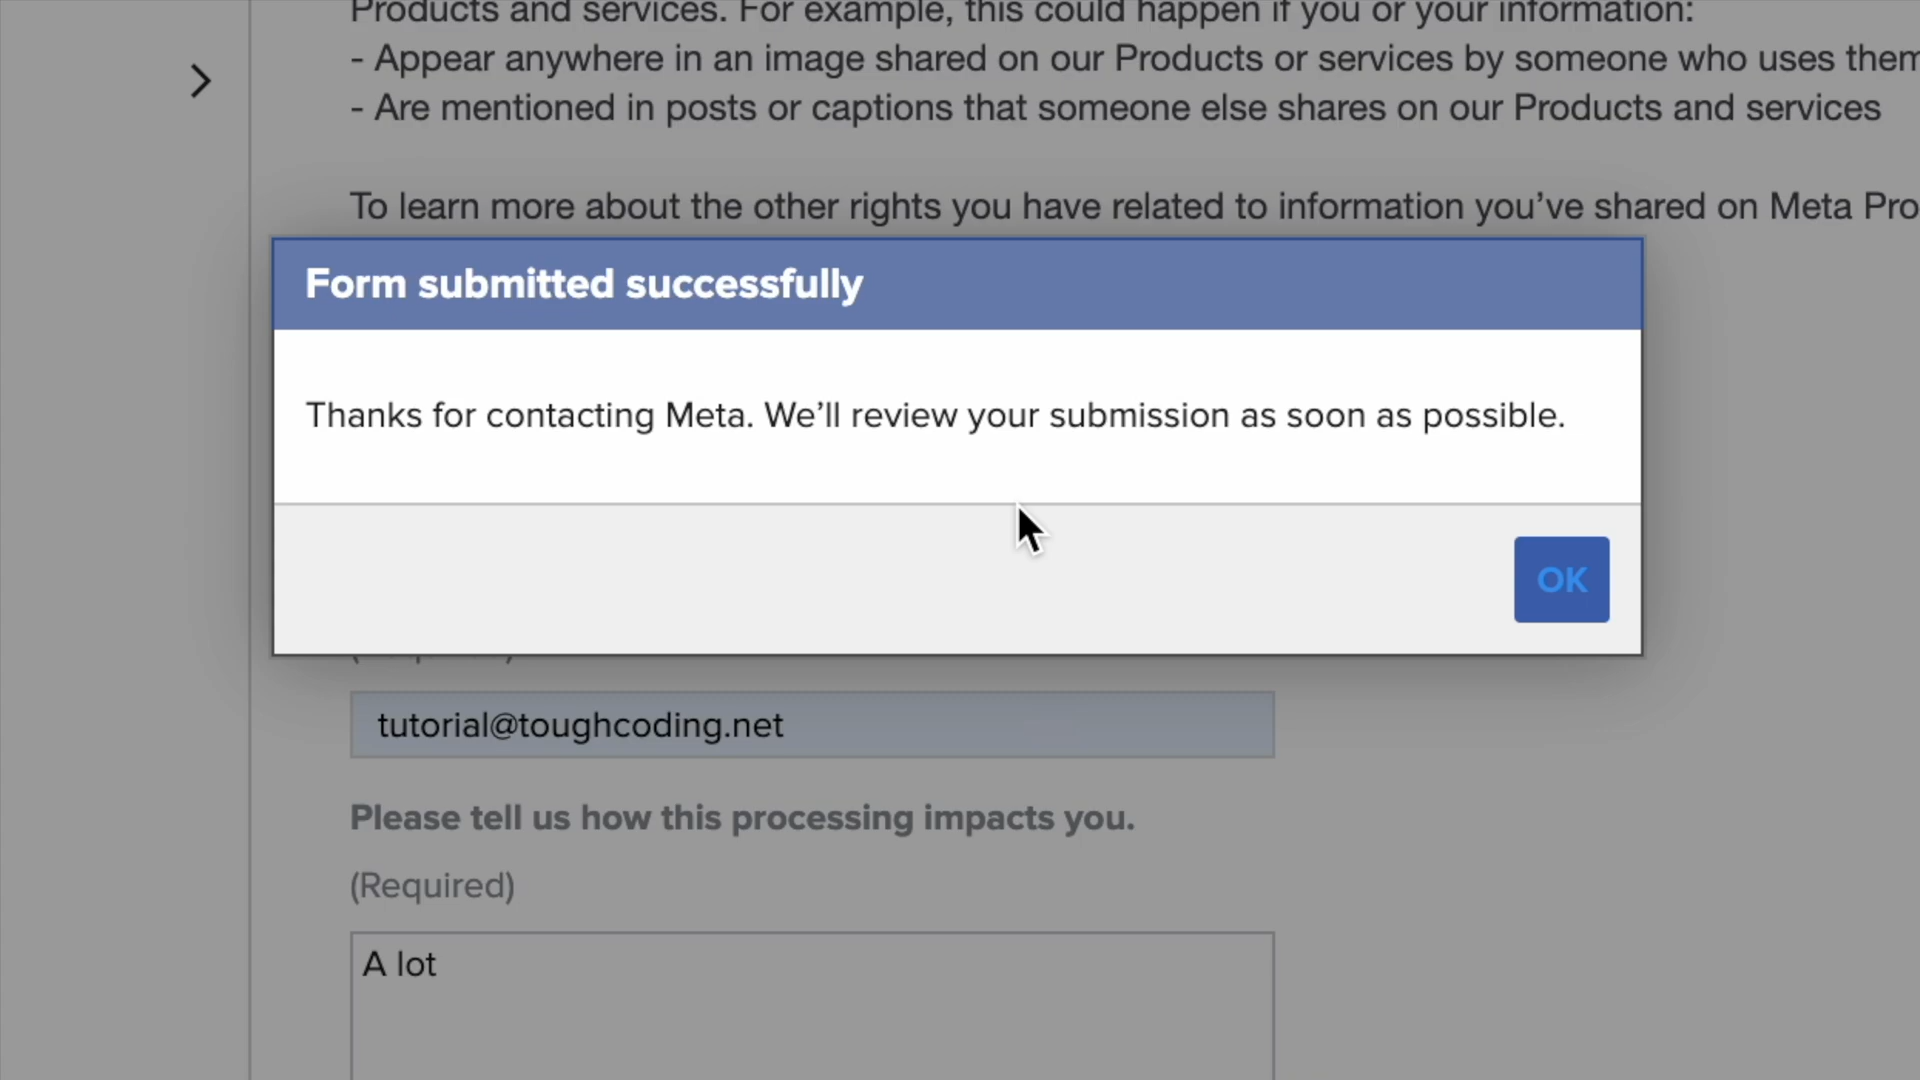 Products and services. For example, this could happen if you or your information:
- Appear anywhere in an image shared on our Products or services by someone who uses them
- Are mentioned in posts or captions that someone else shares on our Products and services
To learn more about the other rights you have related to information you’ve shared on Meta Pro
Form submitted successfully
Thanks for contacting Meta. We’ll review your submission as soon as possible.
OK
tutorial@toughcoding.net
Please tell us how this processing impacts you.
(Required)
A lot